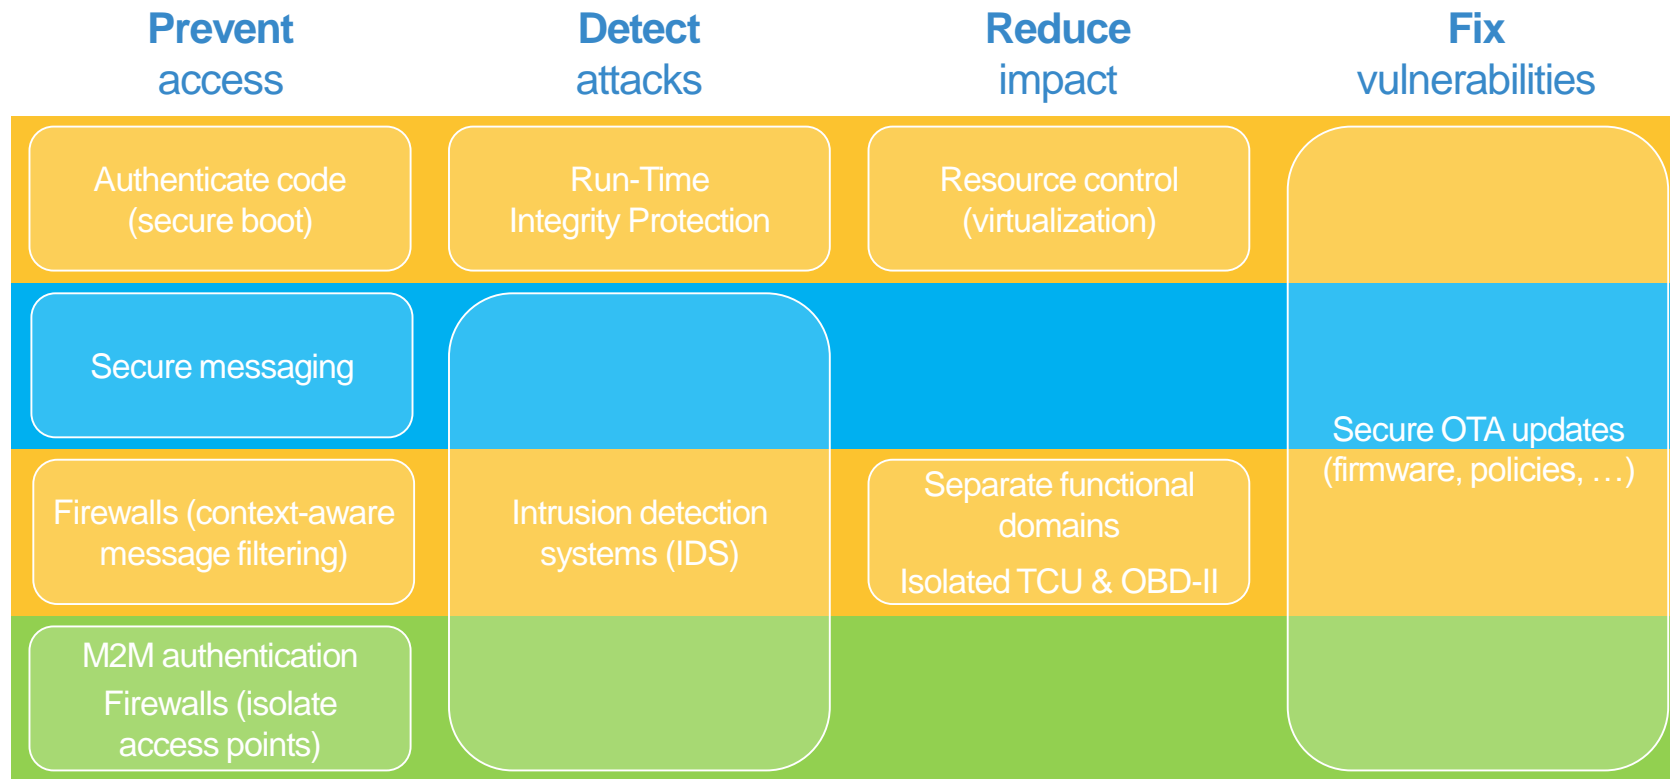 Prevent
access
Detect
attacks
Reduce
impact
Fix
vulnerabilities
Authenticate code
(secure boot)
Run-Time
Integrity Protection
Resource control
(virtualization)
Secure messaging
Secure OTA updates
(firmware, policies, …)
Firewalls (context-aware
message filtering)
Intrusion detection
systems (IDS)
Separate functional
domains
Isolated TCU & OBD-II
M2M authentication
Firewalls (isolate
access points)